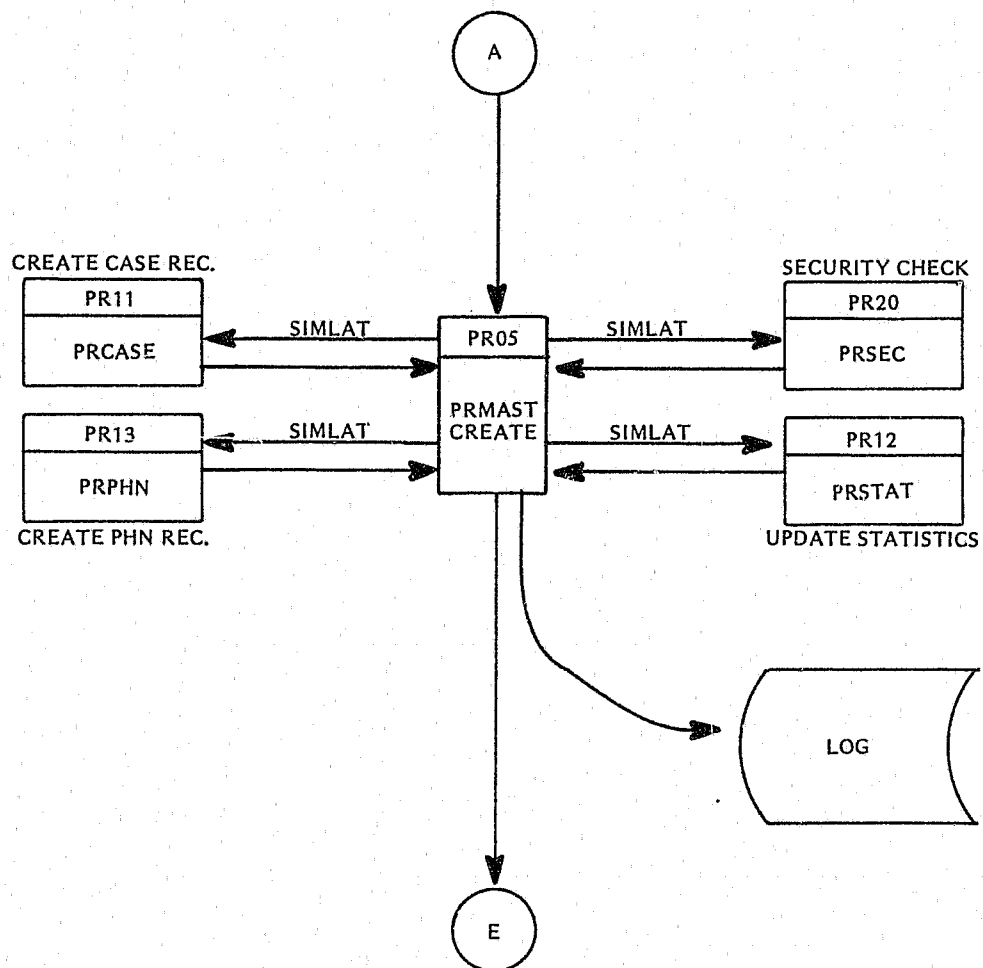 A
CREATE CASE REC.
PR11
PRCASE
SIMLAT
PR05
PRMAST
CREATE
SIMLAT
SECURITY CHECK
PR20
PRSEC
PR13
PRPHN
CREATE PHN REC.
SIMLAT
SIMLAT
PR12
PRSTAT
UPDATE STATISTICS
LOG
E